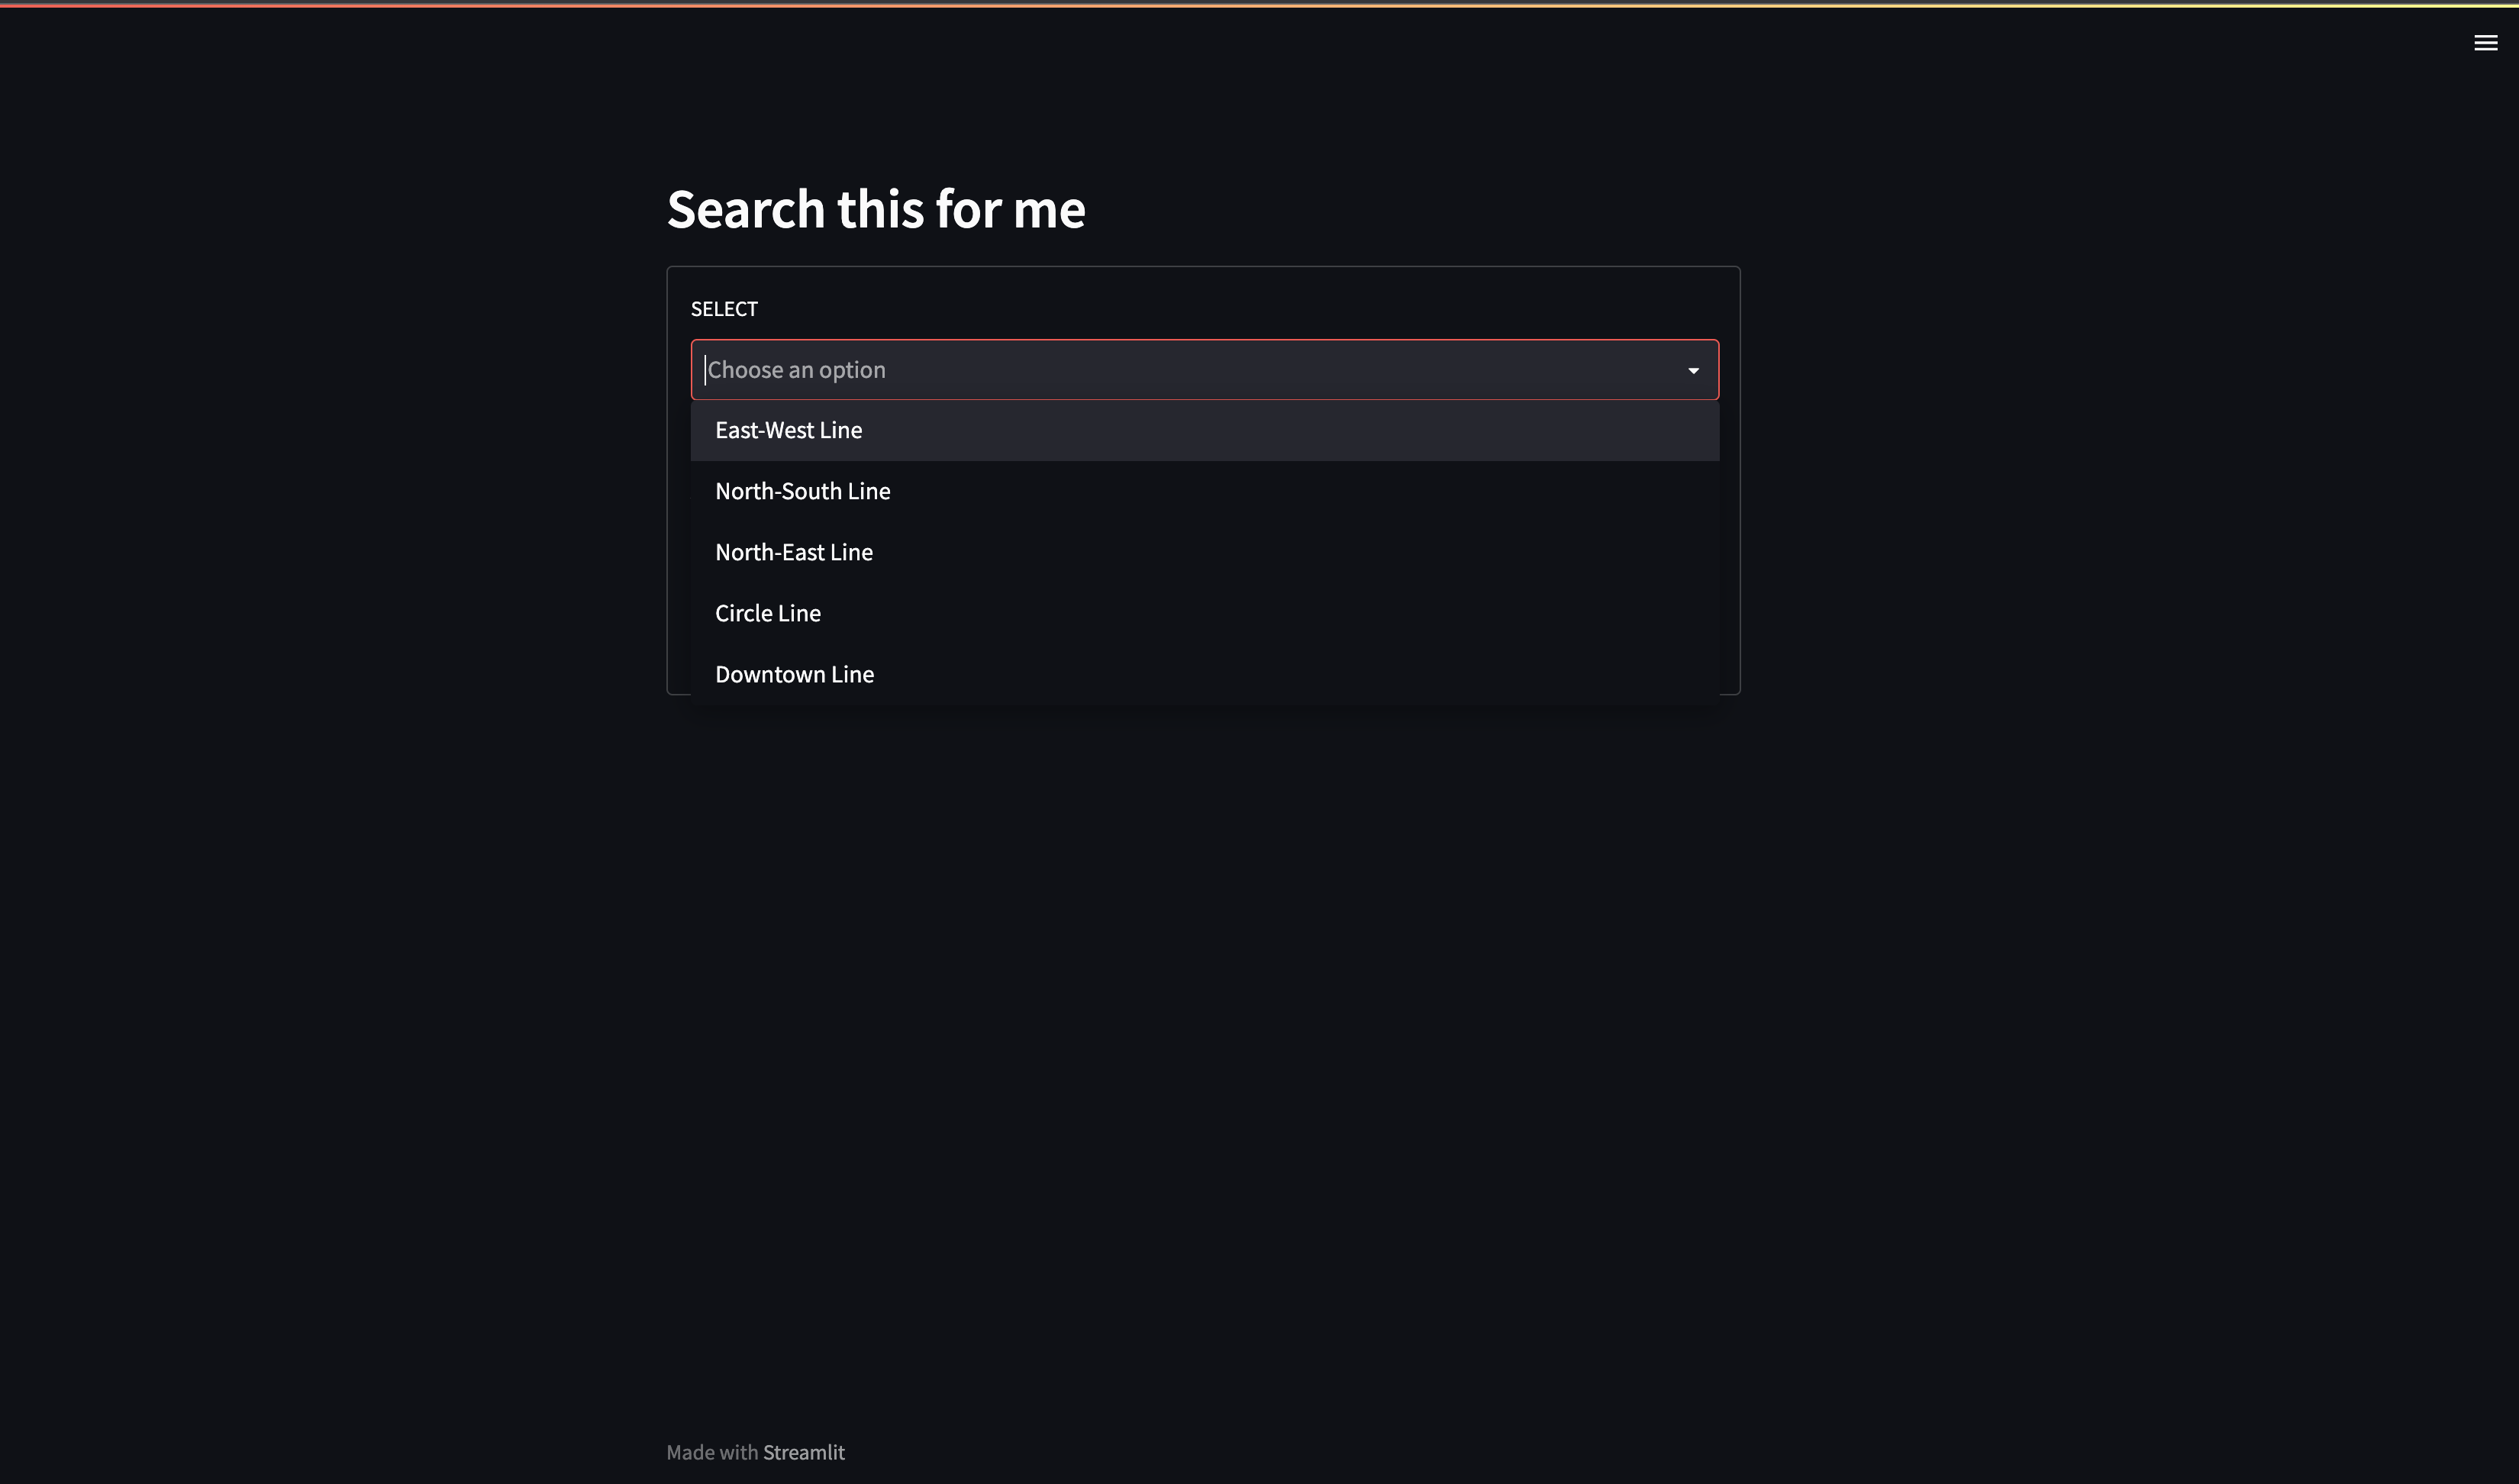 Search this for me
SELECT
Choose an option
East-West Line
North-South Line
North-East Line
Circle Line
Downtown Line
Made with Streamlit